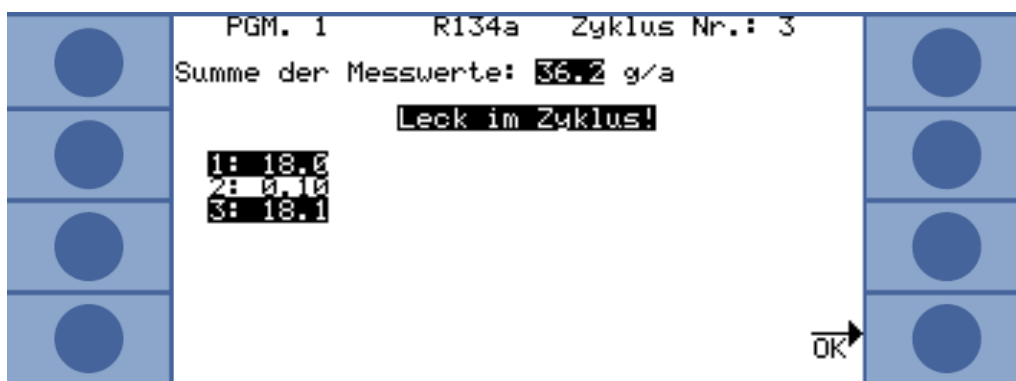 PGM. 1 R134a Zyklus Nr.: 3
Summe der Messwerte: 36.2 g/a
Leck im Zyklus!
1: 18.0
2: 0.10
3: 18.1
OK